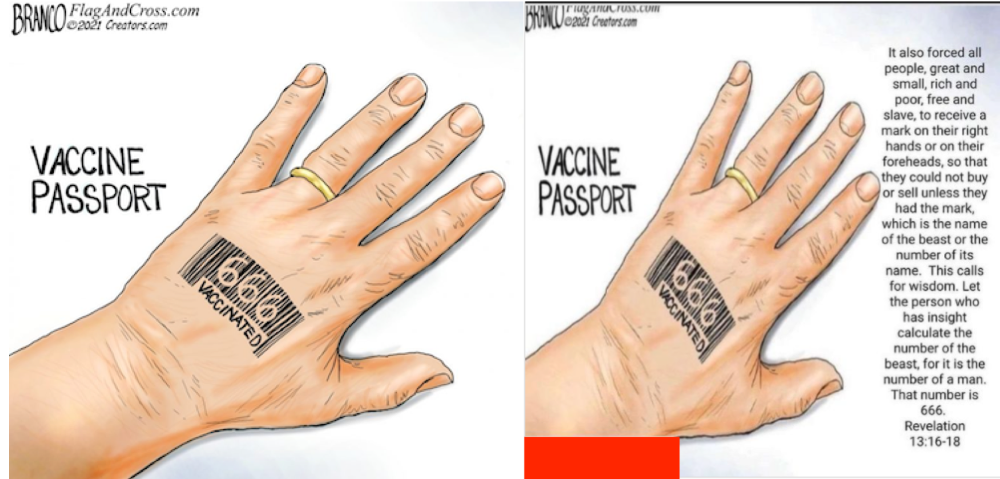 BRANCO FlagAndCross.com
©2021 Creators.com
VACCINE
PASSPORT
666
VACCINATED
BRANCO FlagAndCross.com
©2021 Creators.com
VACCINE
PASSPORT
666
VACCINATED
It also forced all
people, great and
small, rich and
poor, free and
slave, to receive a
mark on their right
hands or on their
foreheads, so that
they could not buy
or sell unless they
had the mark,
which is the name
of the beast or the
number of its
name.  This calls
for wisdom. Let
the person who
has insight
calculate the
number of the
beast, for it is the
number of a man.
That number is
666.
Revelation
13:16-18